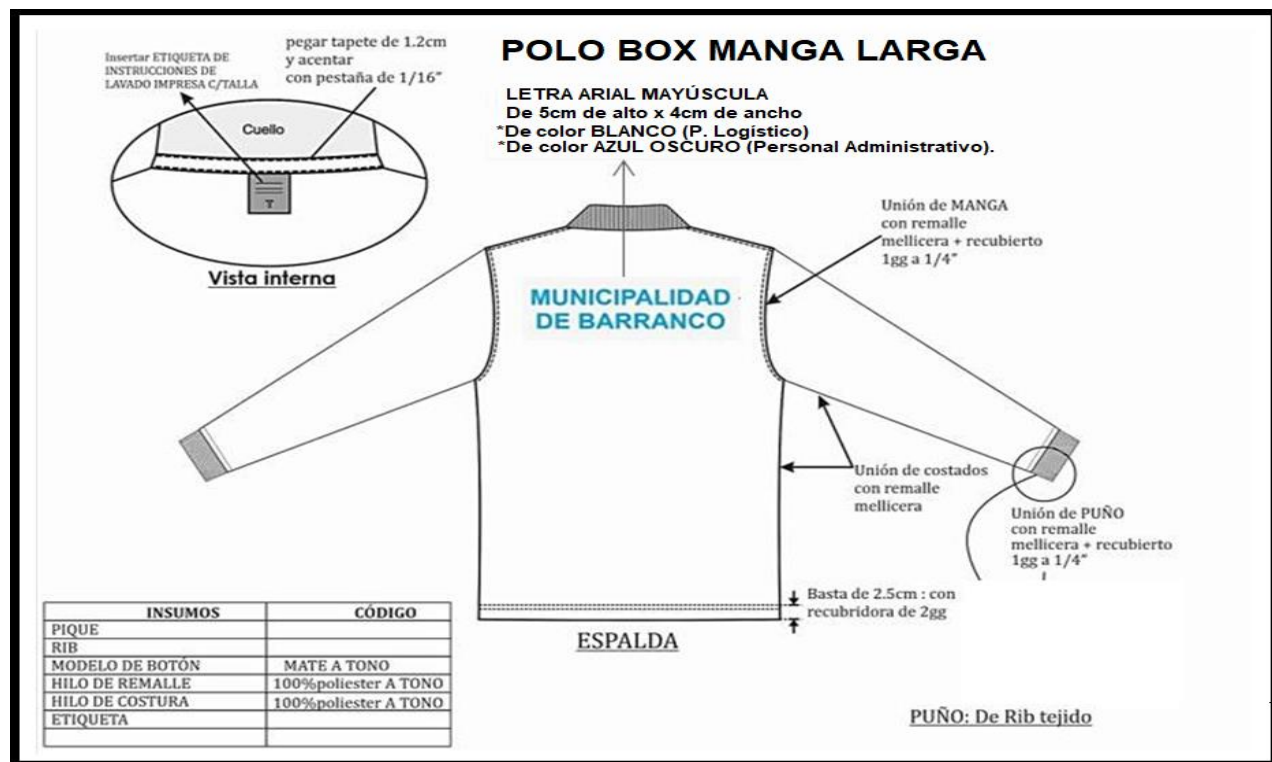 POLO BOX MANGA LARGA
LETRA ARIAL MAYÚSCULA
De 5cm de alto x 4cm de ancho
*De color BLANCO (P. Logístico)
*De color AZUL OSCURO (Personal Administrativo).
Insertar ETIQUETA DE
INSTRUCCIONES DE
LAVADO IMPRESA C/TALLA
pegar tapete de 1.2cm
y acentar
con pestaña de 1/16"
Cuello
T
Vista interna
MUNICIPALIDAD
DE BARRANCO
Unión de MANGA
con remalle
mellicera + recubierto
1gg a 1/4"
Unión de costados
con remalle
mellicera
Unión de PUÑO
con remalle
mellicera + recubierto
1gg a 1/4"
Basta de 2.5cm : con
recubridora de 2gg
ESPALDA
PUÑO: De Rib tejido
INSUMOS CÓDIGO
PIQUE
RIB
MODELO DE BOTÓN MATE A TONO
HILO DE REMALLE 100%poliester A TONO
HILO DE COSTURA 100%poliester A TONO
ETIQUETA